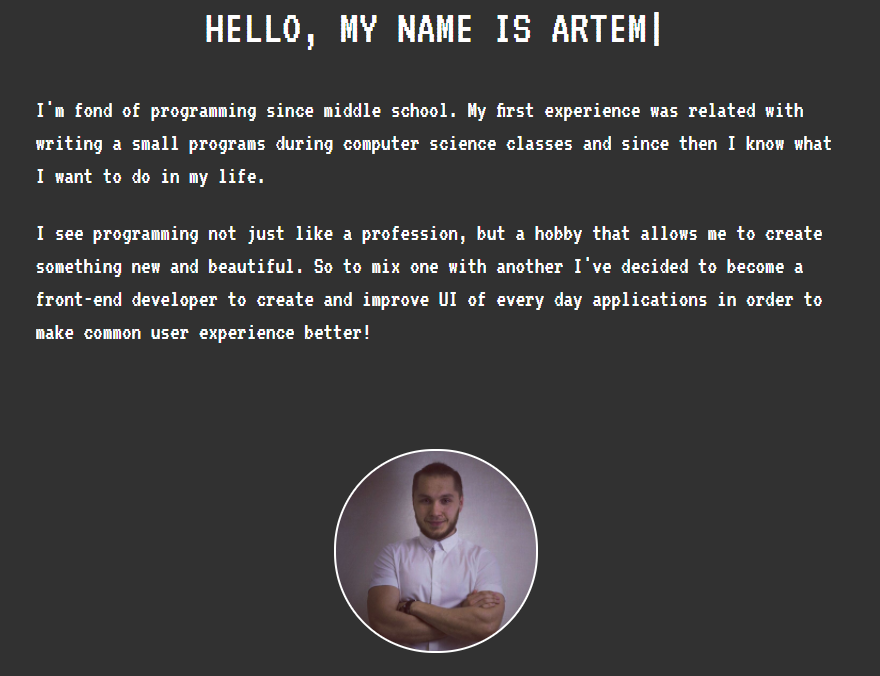 HELLO, MY NAME IS ARTEM|
I'm fond of programming since middle school. My first experience was related with
writing a small programs during computer science classes and since then I know what
I want to do in my life.
I see programming not just like a profession, but a hobby that allows me to create
something new and beautiful. So to mix one with another I've decided to become a
front-end developer to create and improve UI of every day applications in order to
make common user experience better!